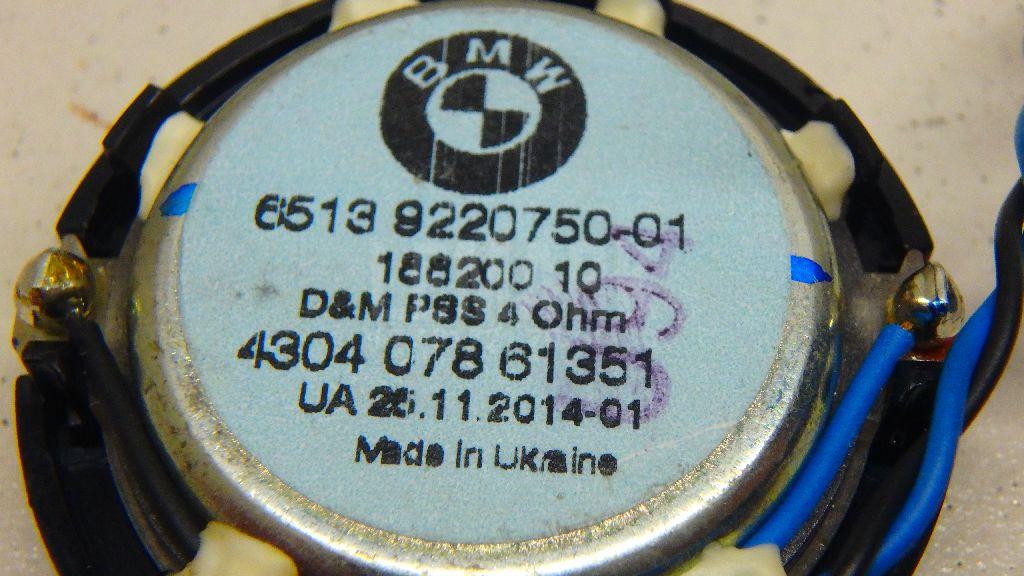 BMW
6513 9220750-01
188200 10
D&M PSS 4 Ohm
4304 078 61351
UA 25.11.2014-01
Made in Ukraine